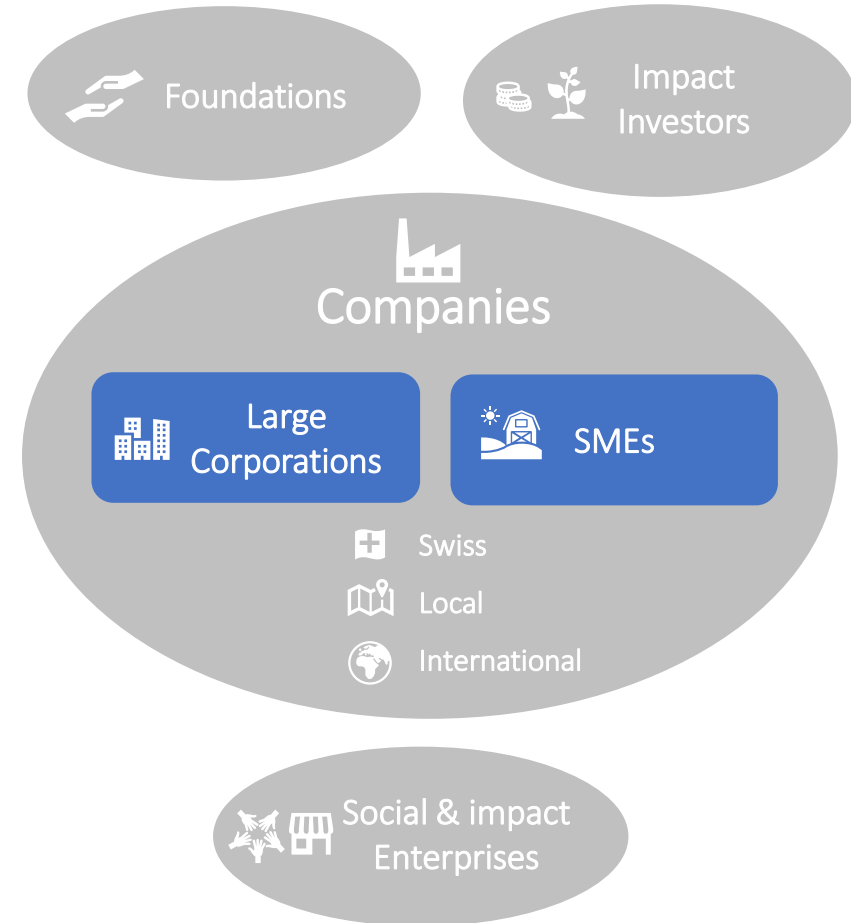 Foundations
Impact
Investors
Companies
Large
Corporations
SMEs
Swiss
Local
International
Social & impact
Enterprises